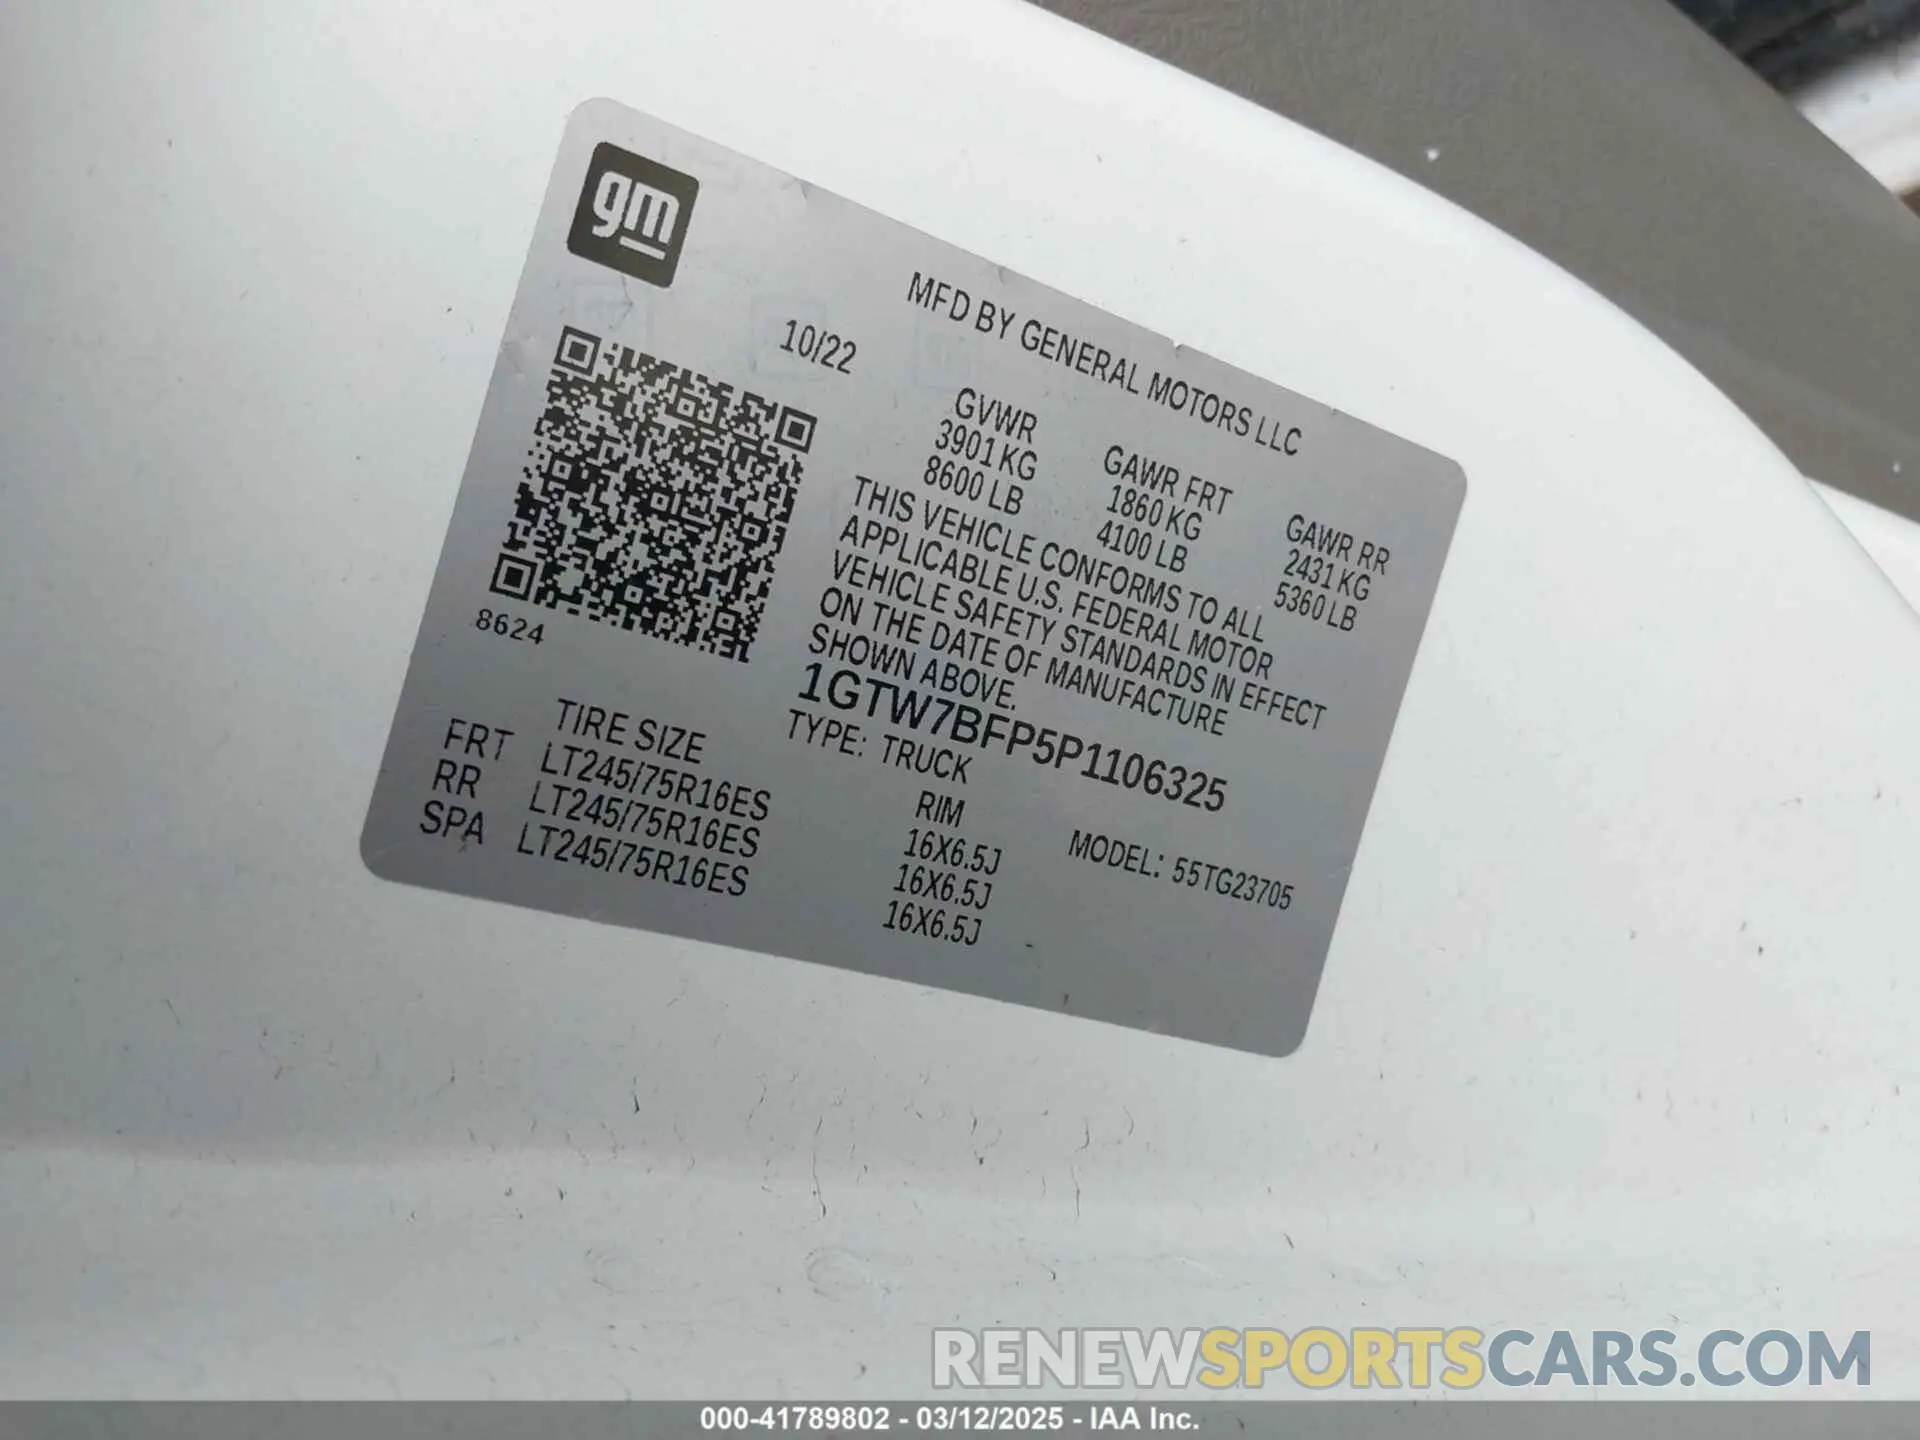 gm
MFD BY GENERAL MOTORS LLC
10/22
GVWR GAWR FRT GAWR RR
3901 KG 1860 KG 2431 KG
8600 LB 4100 LB 5360 LB
THIS VEHICLE CONFORMS TO ALL
APPLICABLE U.S. FEDERAL MOTOR
VEHICLE SAFETY STANDARDS IN EFFECT
ON THE DATE OF MANUFACTURE
SHOWN ABOVE.
8624
1GTW7BFP5P1106325
TYPE: TRUCK MODEL: 55TG23705
TIRE SIZE RIM
FRT LT245/75R16ES 16X6.5J
RR LT245/75R16ES 16X6.5J
SPA LT245/75R16ES 16X6.5J
RENEWSPORTSCARS.COM
000-41789802 - 03/12/2025 - IAA Inc.